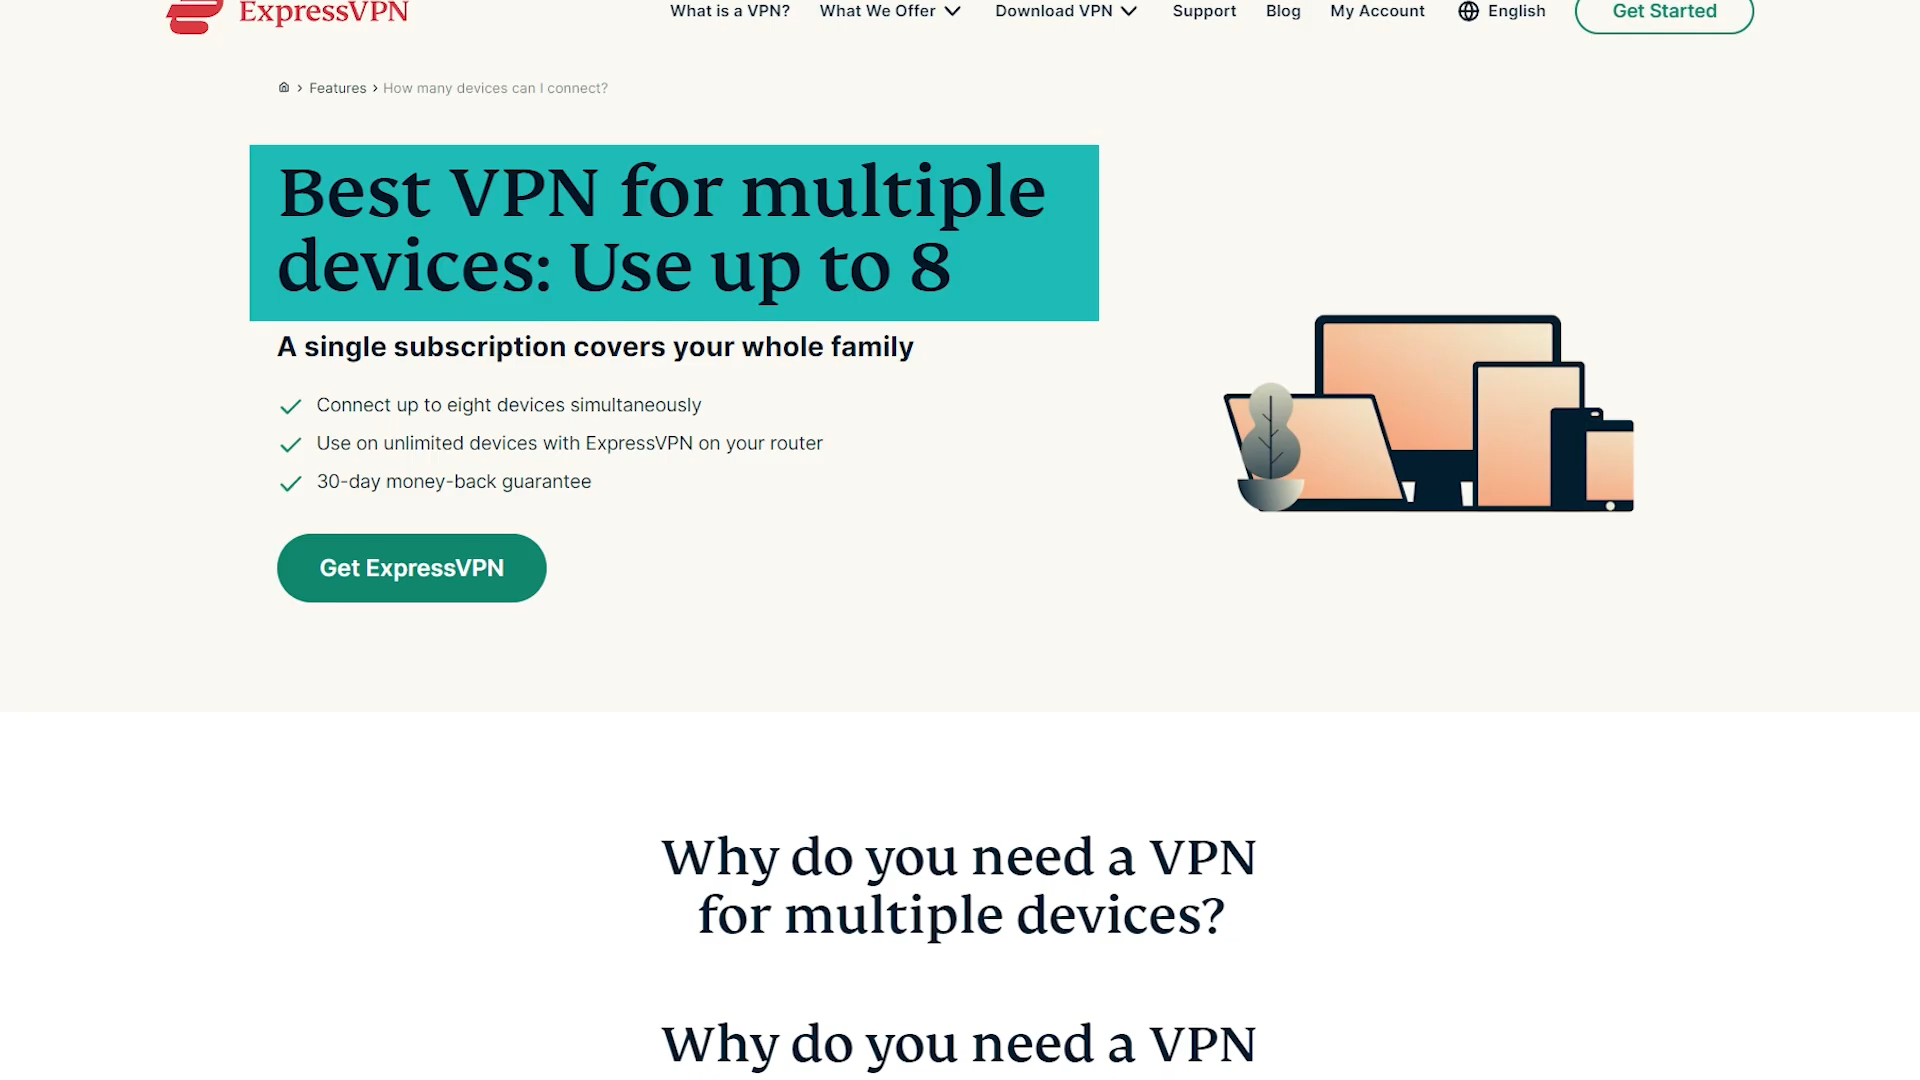 ExpressVPN
What is a VPN? What We Offer Download VPN Support Blog My Account English Get Started
Features › How many devices can I connect?
Best VPN for multiple
devices: Use up to 8
A single subscription covers your whole family
Connect up to eight devices simultaneously
Use on unlimited devices with ExpressVPN on your router
30-day money-back guarantee
Get ExpressVPN
Why do you need a VPN
for multiple devices?
Why do you need a VPN